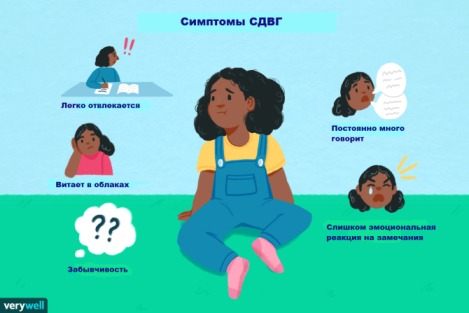 Симптомы СДВГ
!!
Легко отвлекается
Постоянно много
говорит
Витает в облаках
??
Слишком эмоциональная
реакция на замечания
Забывчивость
verywell